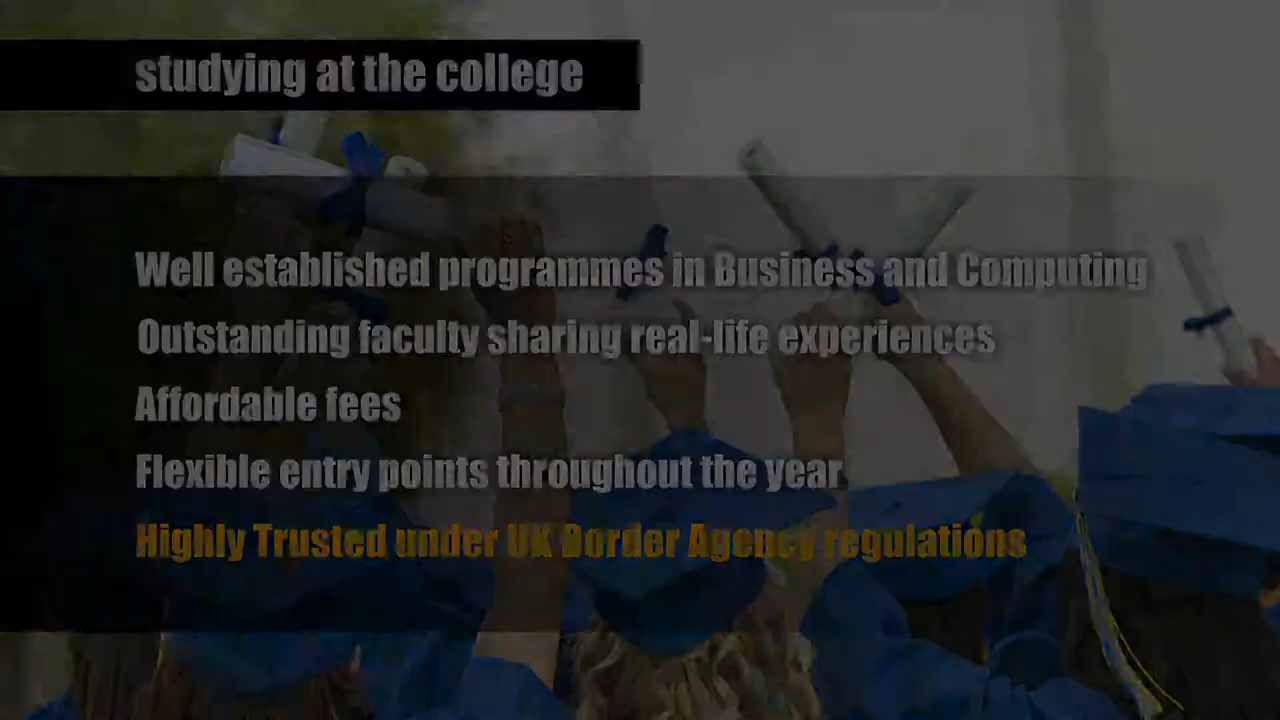 studying at the college
Well established programmes in Business and Computing
Outstanding faculty sharing real-life experiences
Affordable fees
Flexible entry points throughout the year
Highly Trusted under UK Border Agency regulations